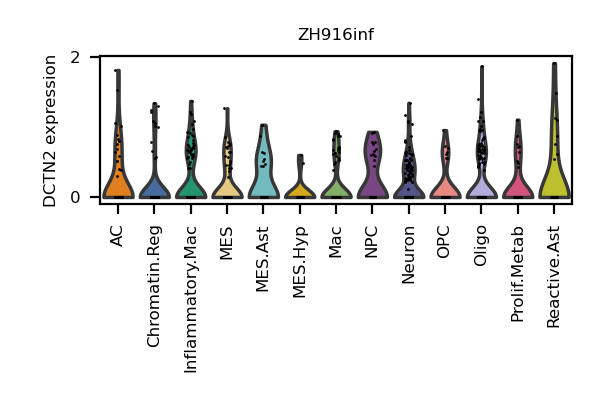 ZH916inf
DCTN2 expression
2
0
AC
Chromatin.Reg
Inflammatory.Mac
MES
MES.Ast
MES.Hyp
Mac
NPC
Neuron
OPC
Oligo
Prolif.Metab
Reactive.Ast